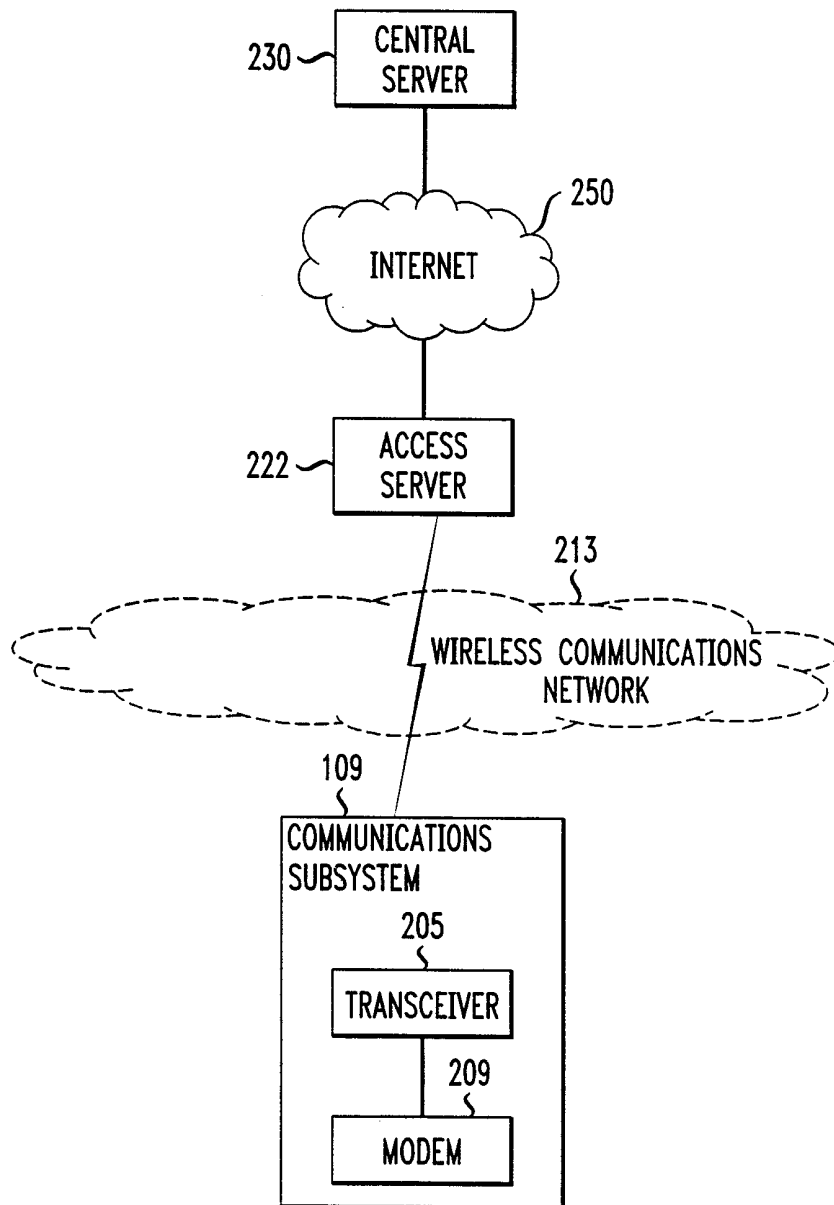 230
CENTRAL
SERVER
250
INTERNET
222
ACCESS
SERVER
213
WIRELESS COMMUNICATIONS
NETWORK
109
COMMUNICATIONS
SUBSYSTEM
205
TRANSCEIVER
209
MODEM